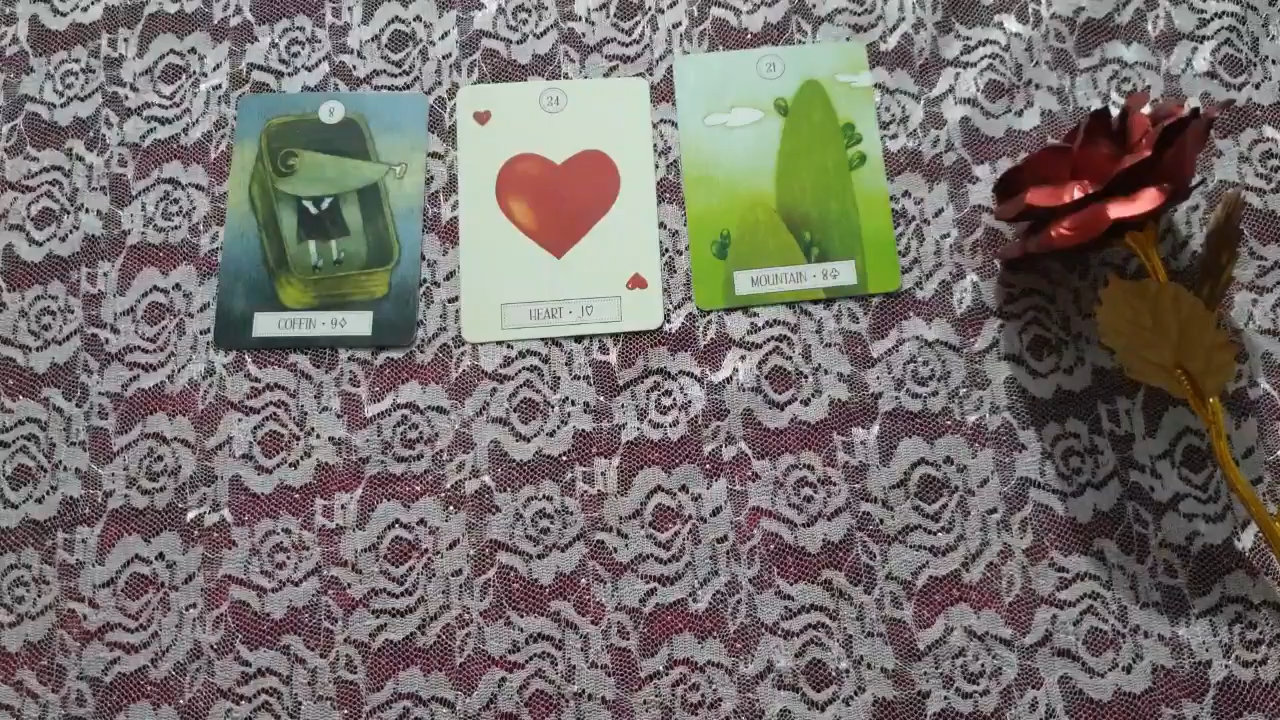 8
COFFIN • 9♢
24
HEART • J♡
21
MOUNTAIN • 8♧